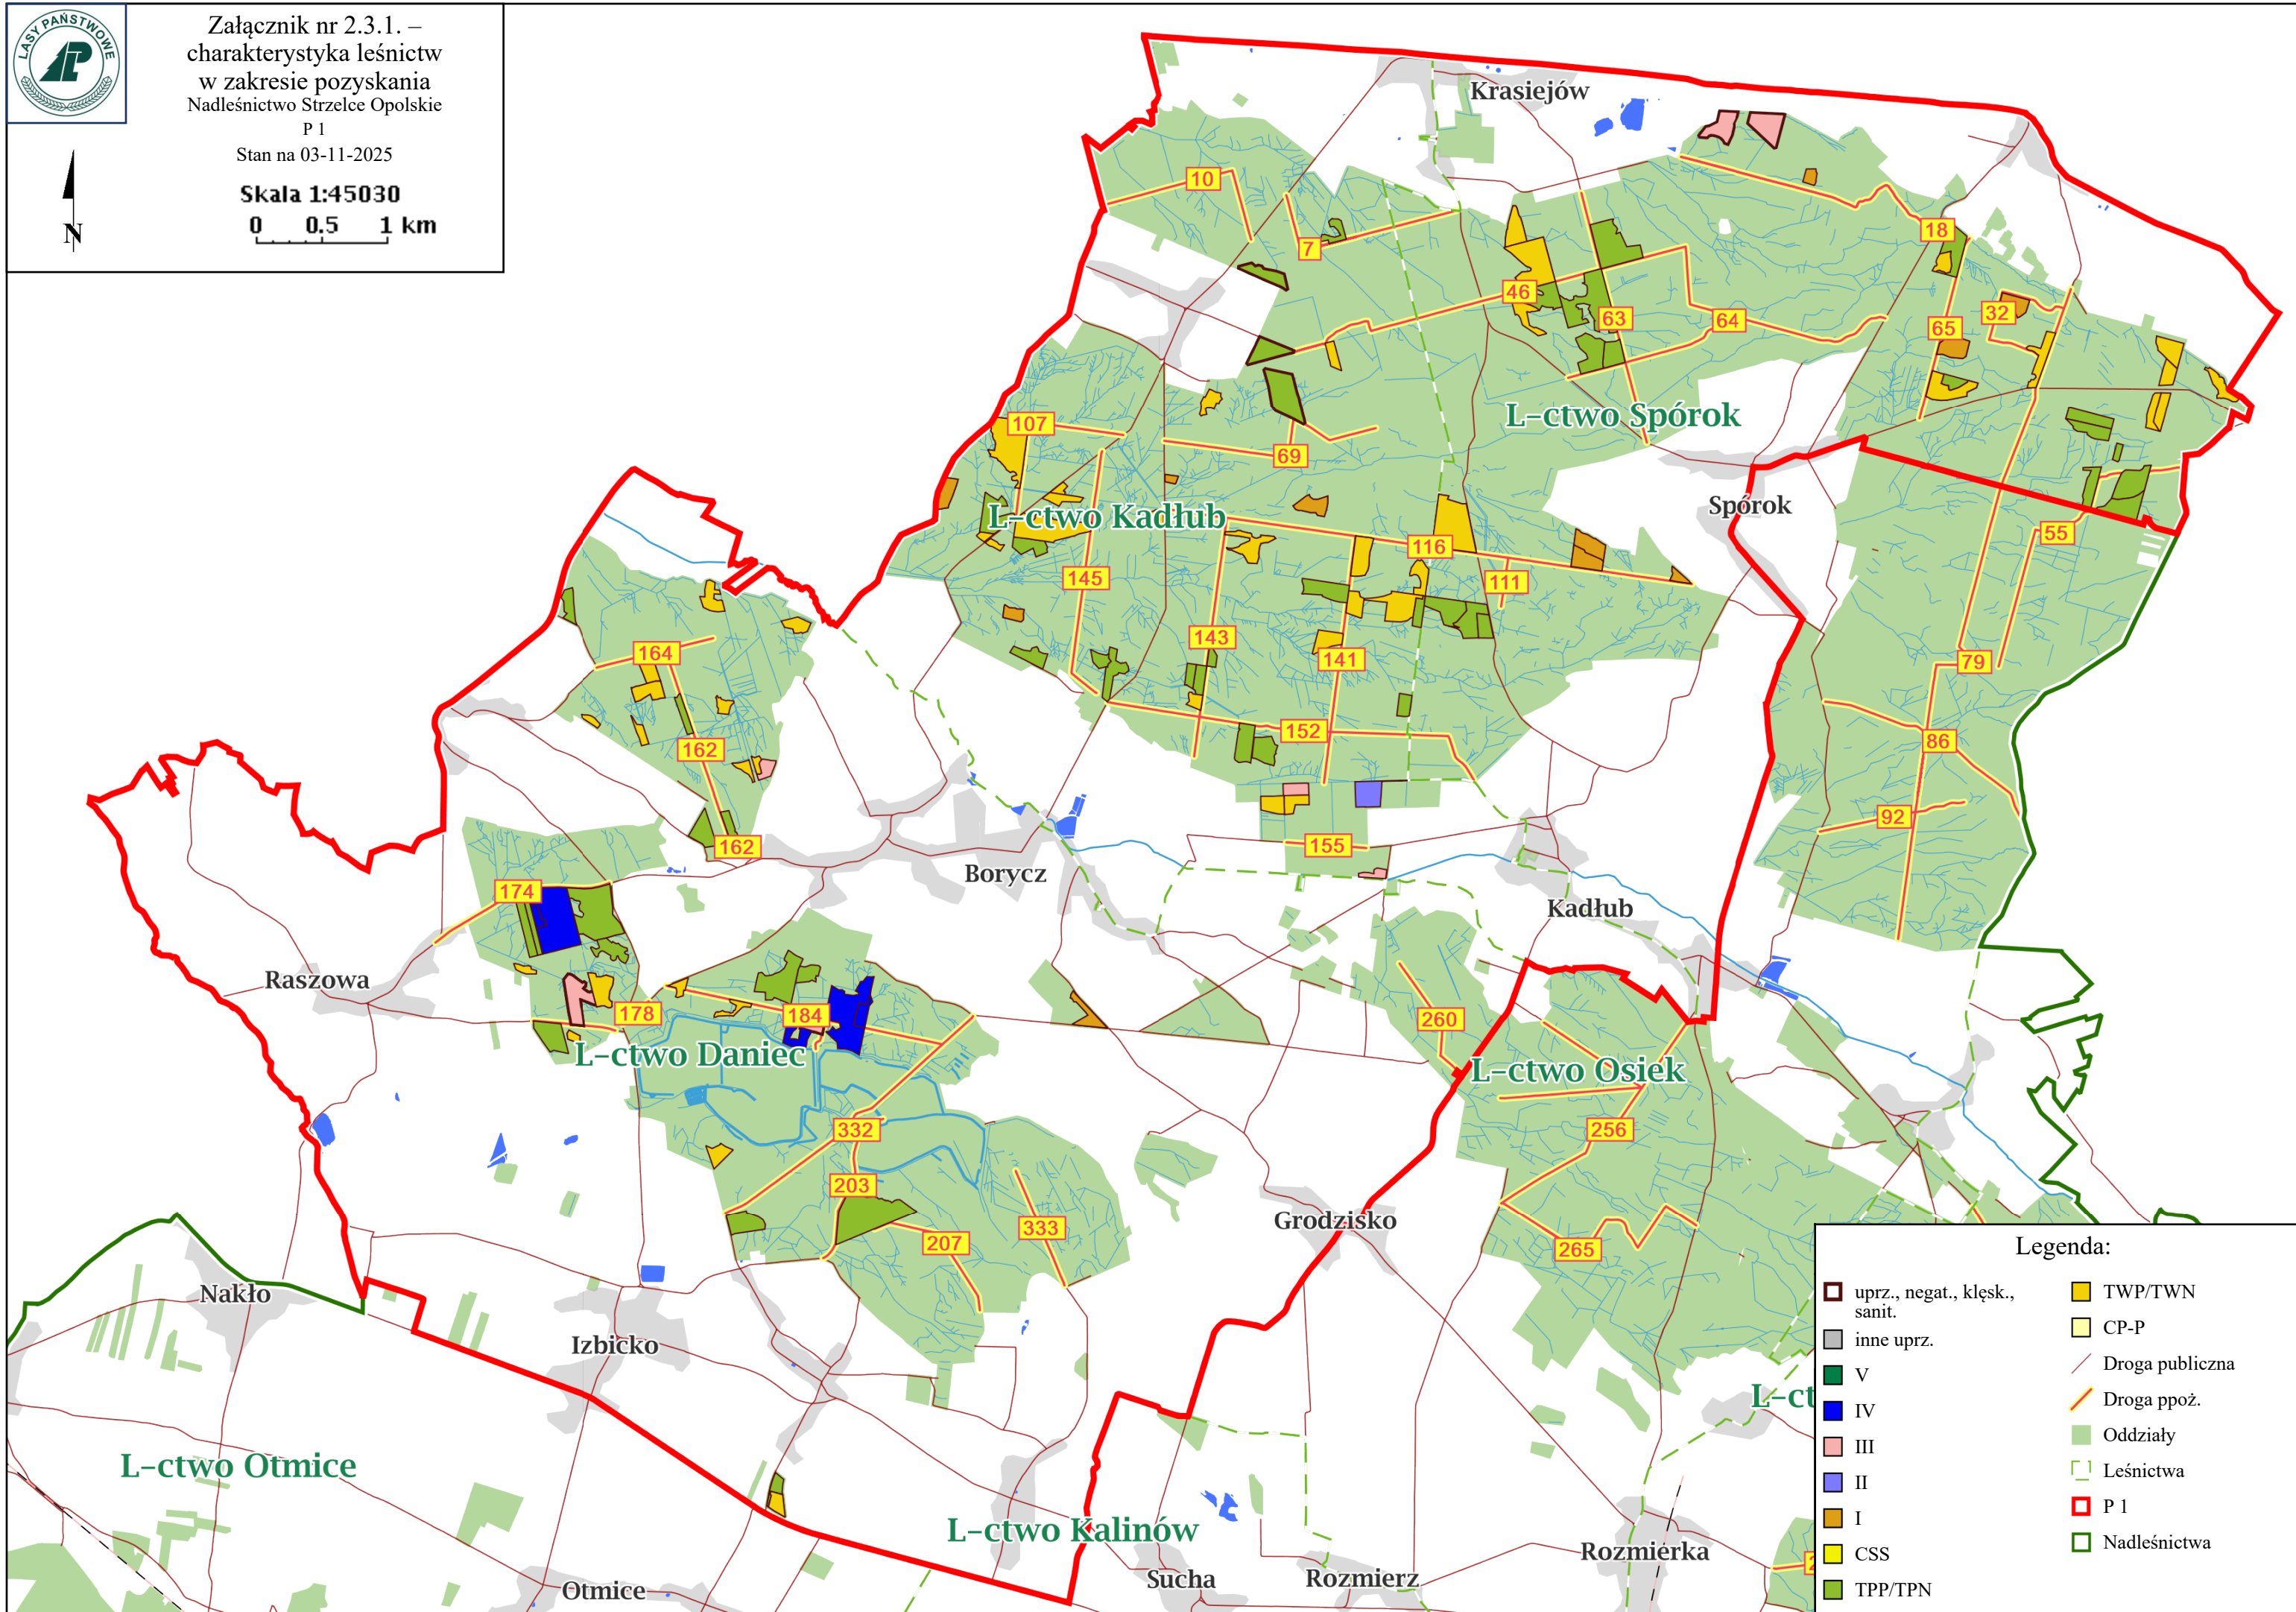 LASY PAŃSTWOWE
LP
Załącznik nr 2.3.1. –
charakterystyka leśnictw
w zakresie pozyskania
Nadleśnictwo Strzelce Opolskie
P 1
Stan na 03-11-2025
Skala 1:45030
0 0.5 1 km
N
Krasiejów
10
7
18
46
63
64
65
32
L-ctwo Spórok
107
69
Spórok
L-ctwo Kadłub
116
55
145
111
143
141
164
79
152
162
86
92
162
155
Borycz
174
Kadłub
Raszowa
178
184
260
L-ctwo Daniec
L-ctwo Osiek
332
256
203
Grodzisko
333
207
265
Nakło
Izbicko
L-ct
L-ctwo Otmice
L-ctwo Kalinów
Rozmierka
Otmice
Sucha
Rozmierz
2
Legenda:
uprz., negat., klęsk.,
sanit.
inne uprz.
V
IV
III
II
I
CSS
TPP/TPN
TWP/TWN
CP-P
Droga publiczna
Droga ppoż.
Oddziały
Leśnictwa
P 1
Nadleśnictwa